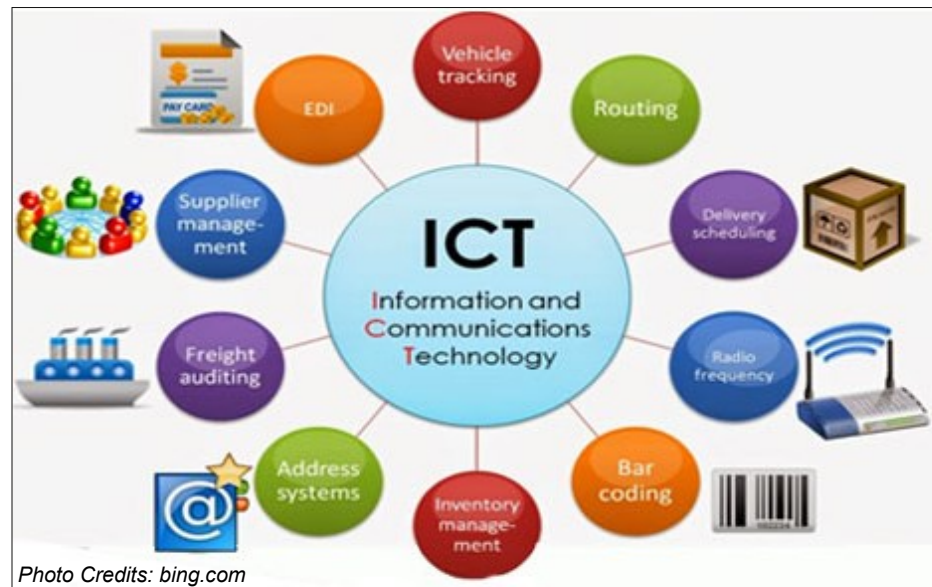 ICT
Information and
Communications
Technology
Vehicle
tracking
Routing
Delivery
scheduling
Radio
frequency
Bar
coding
Inventory
manage-
ment
Address
systems
Freight
auditing
Supplier
manage-
ment
EDI
PAY CARD
@
Photo Credits: bing.com